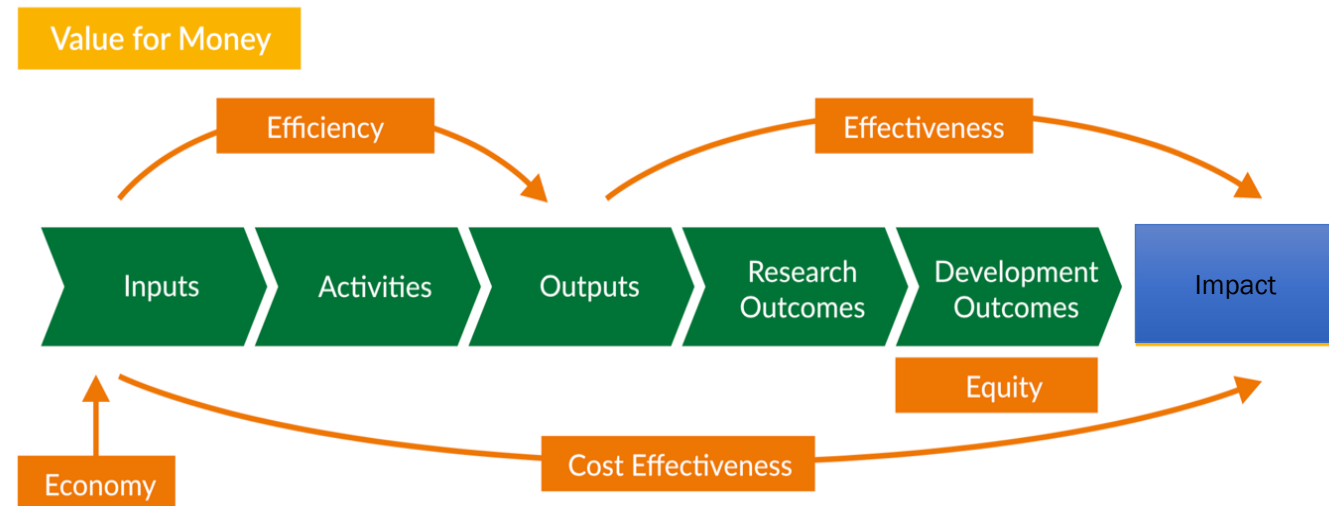 Value for Money
Efficiency
Effectiveness
Inputs
Activities
Outputs
Research
Outcomes
Development
Outcomes
Impact
Equity
Cost Effectiveness
Economy